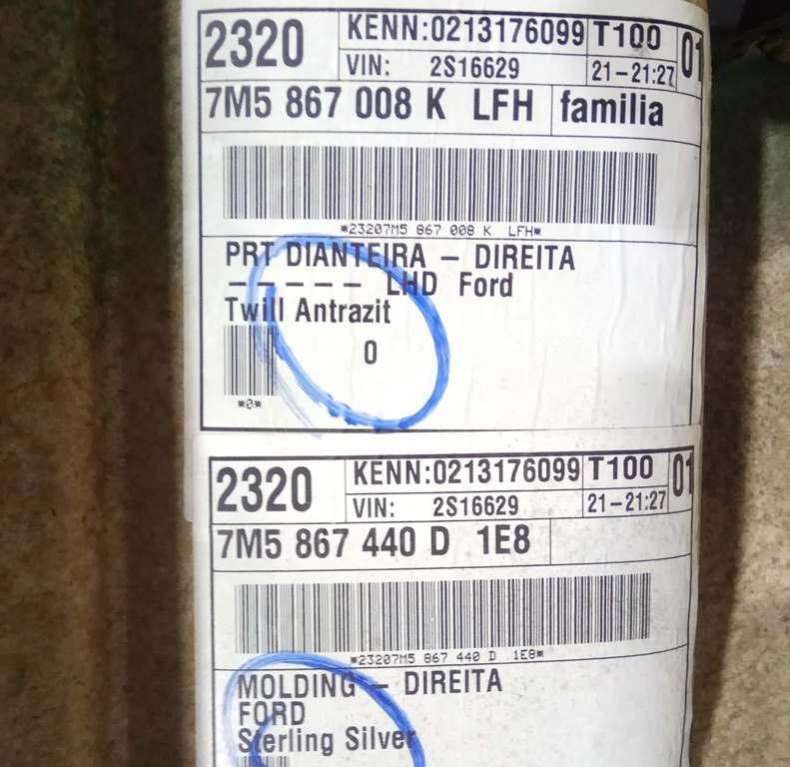 2320 KENN:0213176099 T100 01
VIN: 2S16629 21-21:27
7M5 867 008 K LFH familia
*23207M5 867 008 K LFH*
PRT DIANTEIRA - DIREITA
----- LHD Ford
Twill Antrazit
0
*0*
2320 KENN:0213176099 T100 01
VIN: 2S16629 21-21:27
7M5 867 440 D 1E8
*23207M5 867 440 D 1E8*
MOLDING - DIREITA
FORD
Sterling Silver